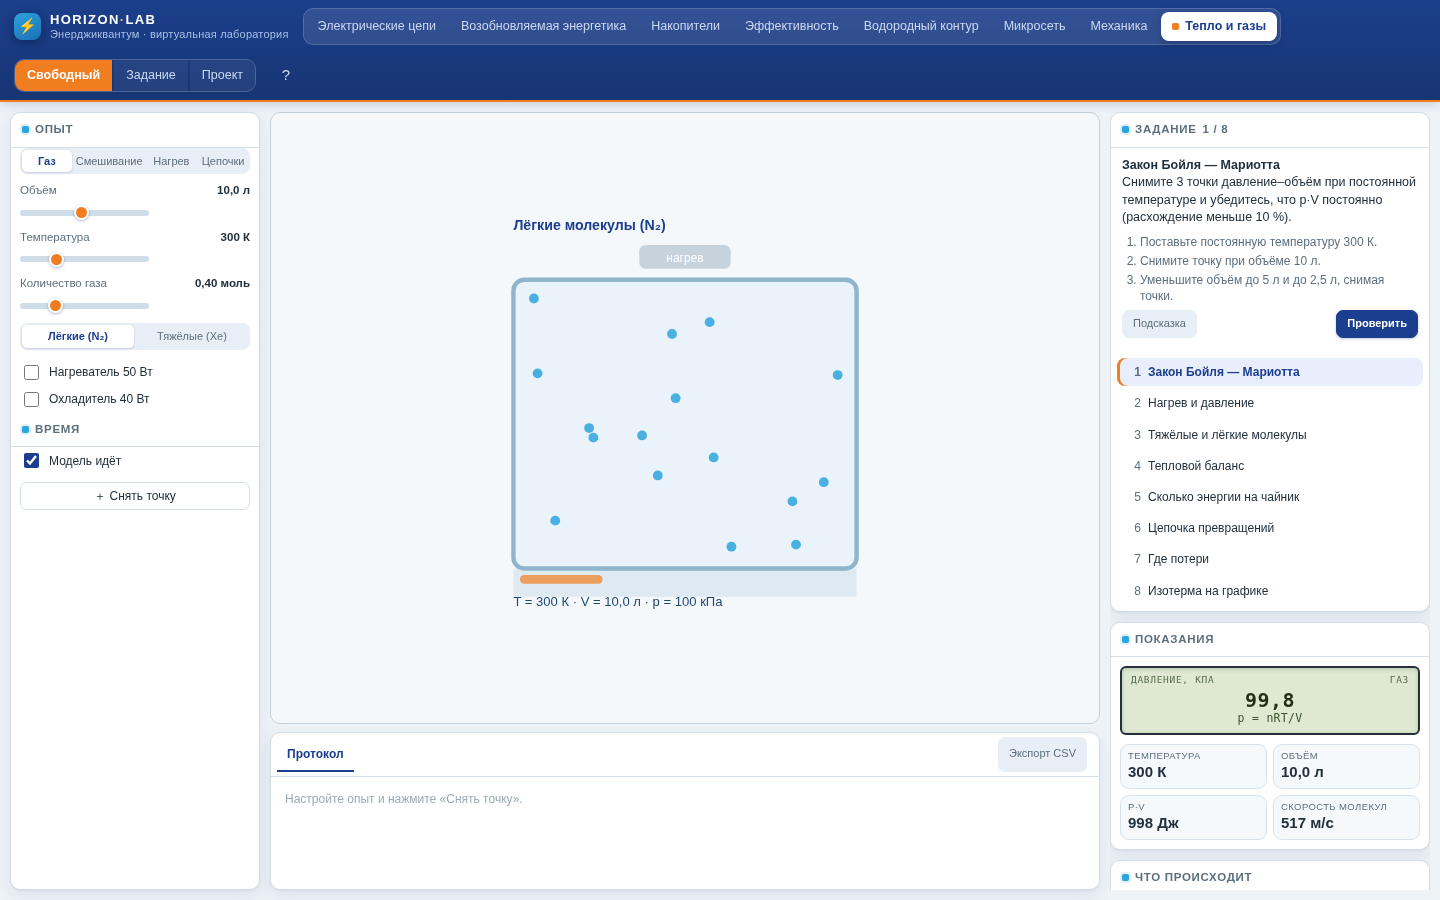 HORIZON·LAB
Энерджиквантум · виртуальная лаборатория
Электрические цепи
Возобновляемая энергетика
Накопители
Эффективность
Водородный контур
Микросеть
Механика
Тепло и газы
Свободный
Задание
Проект
?
ОПЫТ
Газ
Смешивание
Нагрев
Цепочки
Объём 10,0 л
Температура 300 К
Количество газа 0,40 моль
Лёгкие (N₂)
Тяжёлые (Xe)
Нагреватель 50 Вт
Охладитель 40 Вт
ВРЕМЯ
Модель идёт
+ Снять точку
Лёгкие молекулы (N₂)
нагрев
T = 300 К · V = 10,0 л · p = 100 кПа
Протокол
Экспорт CSV
Настройте опыт и нажмите «Снять точку».
ЗАДАНИЕ 1 / 8
Закон Бойля — Мариотта
Снимите 3 точки давление–объём при постоянной
температуре и убедитесь, что p·V постоянно
(расхождение меньше 10 %).
1. Поставьте постоянную температуру 300 К.
2. Снимите точку при объёме 10 л.
3. Уменьшите объём до 5 л и до 2,5 л, снимая
точки.
Подсказка
Проверить
1 Закон Бойля — Мариотта
2 Нагрев и давление
3 Тяжёлые и лёгкие молекулы
4 Тепловой баланс
5 Сколько энергии на чайник
6 Цепочка превращений
7 Где потери
8 Изотерма на графике
ПОКАЗАНИЯ
ДАВЛЕНИЕ, КПА ГАЗ
99,8
p = nRT/V
ТЕМПЕРАТУРА
300 К
ОБЪЁМ
10,0 л
P·V
998 Дж
СКОРОСТЬ МОЛЕКУЛ
517 м/с
ЧТО ПРОИСХОДИТ